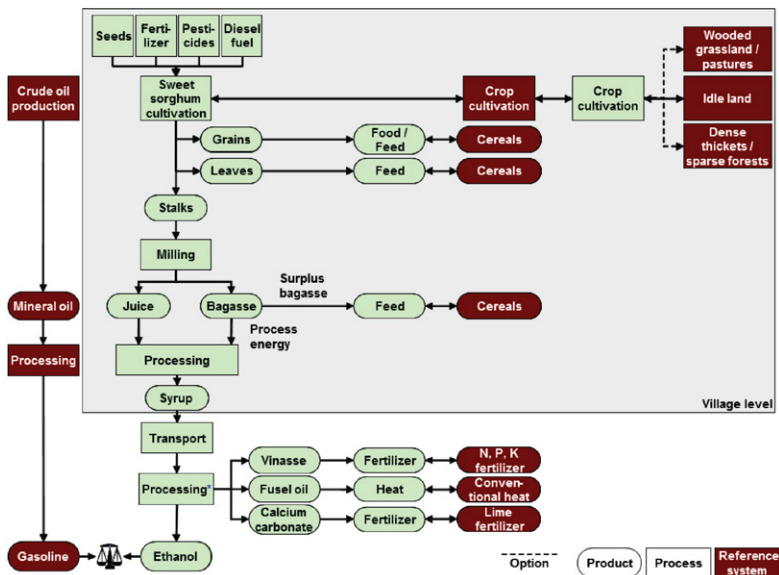 Seeds
Ferti-
lizer
Pesti-
cides
Diesel
fuel
Wooded
grassland /
pastures
Crude oil
production
Sweet
sorghum
cultivation
Crop
cultivation
Crop
cultivation
Idle land
Dense
thickets /
sparse forests
Grains
Food /
Feed
Cereals
Leaves
Feed
Cereals
Stalks
Milling
Surplus
bagasse
Mineral oil
Juice
Bagasse
Feed
Cereals
Process
energy
Processing
Processing
Syrup
Village level
Transport
Vinasse
Fertilizer
N, P, K
fertilizer
Processing*
Fusel oil
Heat
Conven-
tional heat
Calcium
carbonate
Fertilizer
Lime
fertilizer
Gasoline
Ethanol
Option
Product
Process
Reference
system